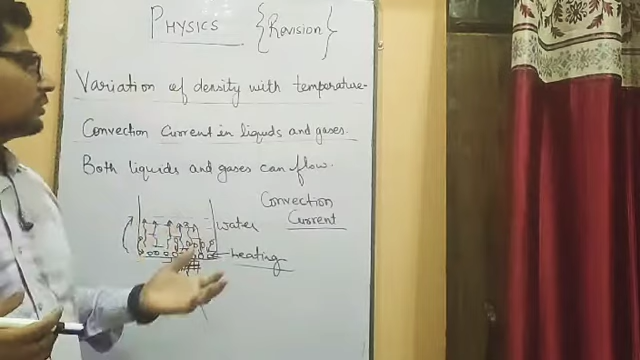 PHYSICS {Revision}
Variation of density with temperature-
Convection Current in liquids and gases.
Both liquids and gases can flow.
Convection
Current
water
heating